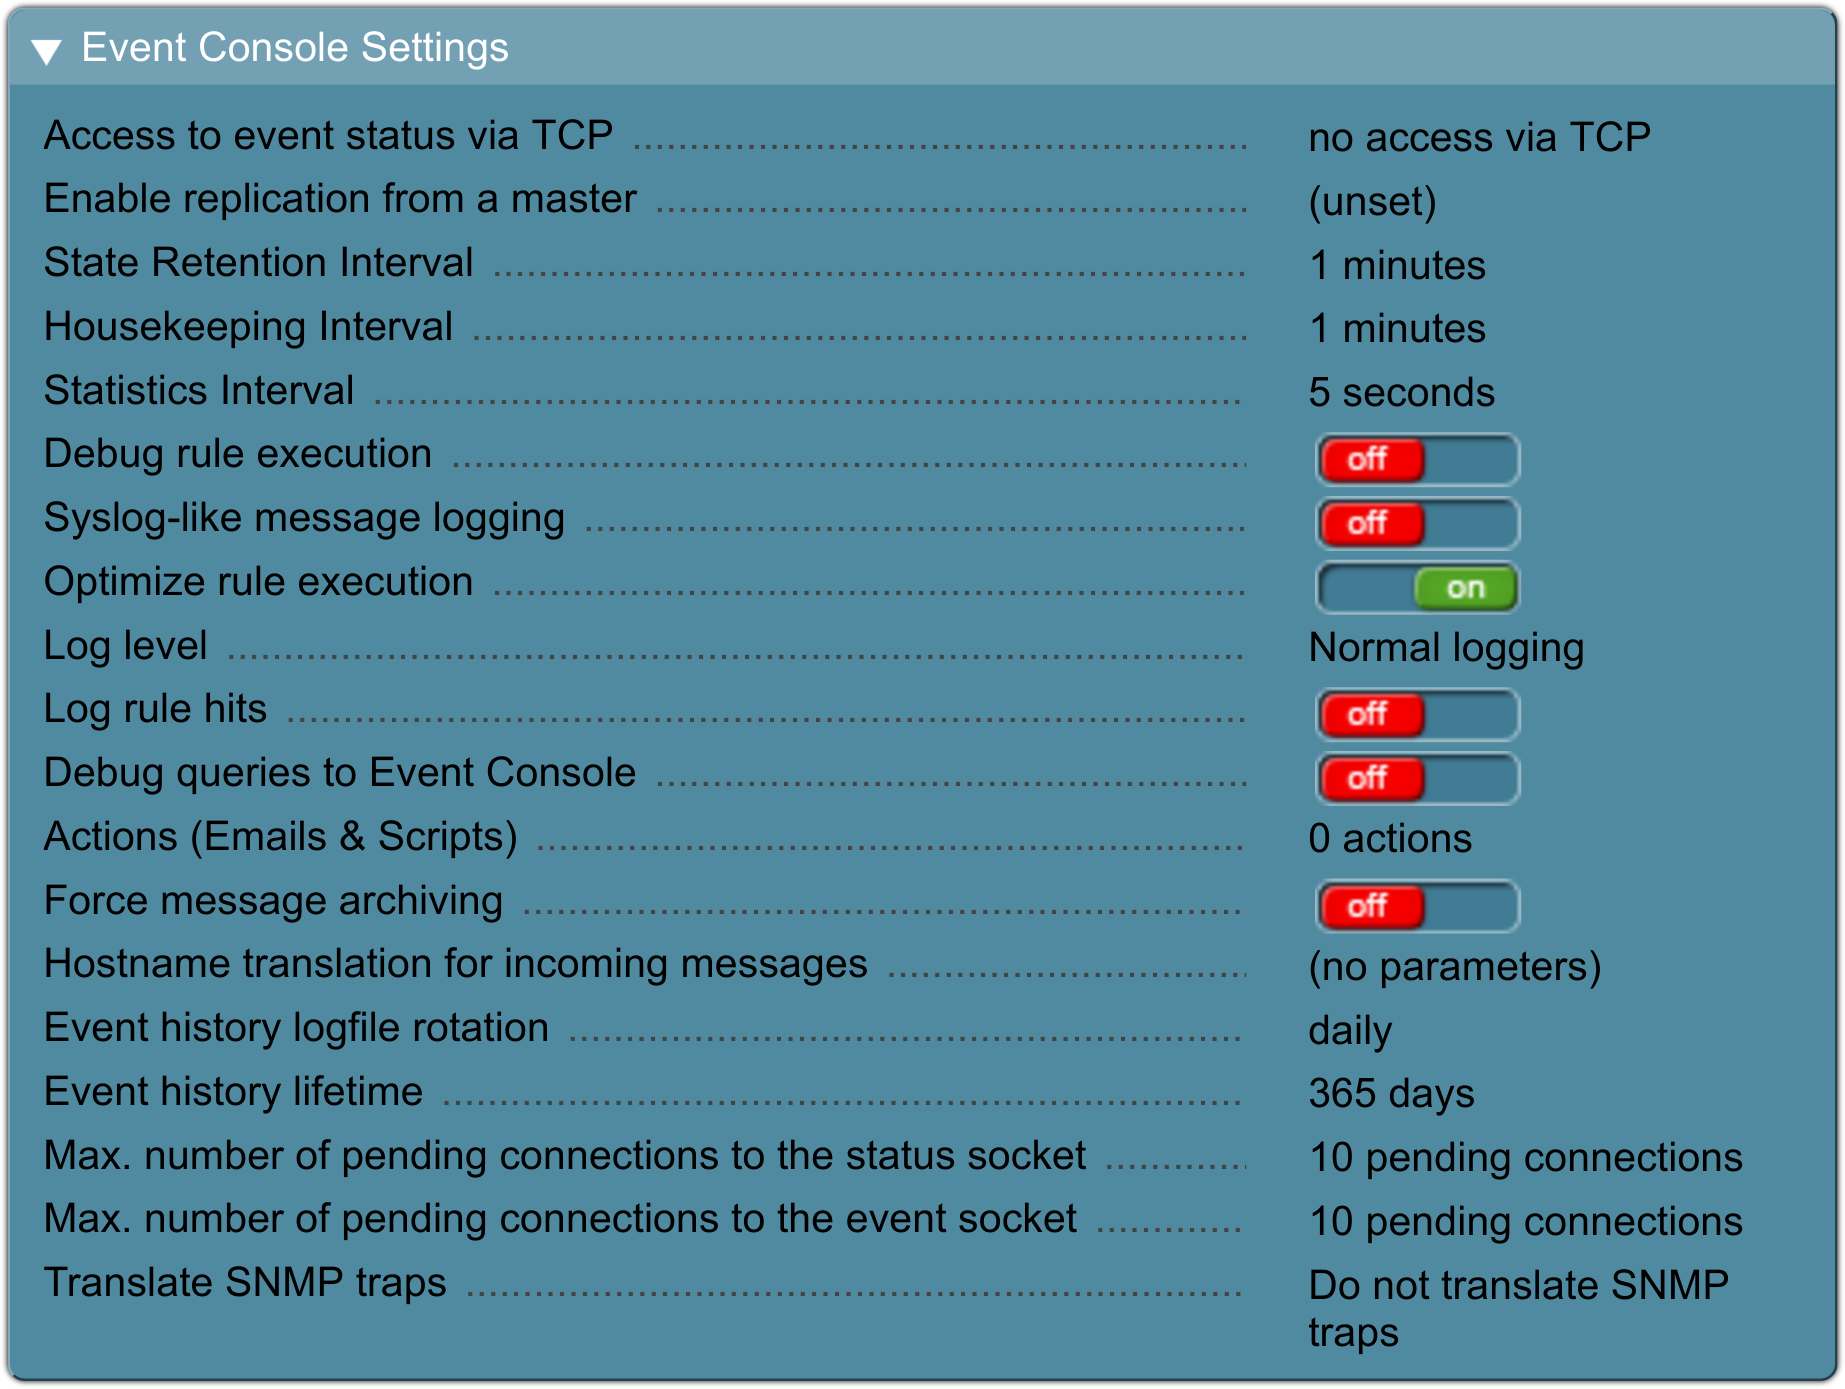 Event Console Settings
Access to event status via TCP no access via TCP
Enable replication from a master (unset)
State Retention Interval 1 minutes
Housekeeping Interval 1 minutes
Statistics Interval 5 seconds
Debug rule execution off
Syslog-like message logging off
Optimize rule execution on
Log level Normal logging
Log rule hits off
Debug queries to Event Console off
Actions (Emails & Scripts) 0 actions
Force message archiving off
Hostname translation for incoming messages (no parameters)
Event history logfile rotation daily
Event history lifetime 365 days
Max. number of pending connections to the status socket 10 pending connections
Max. number of pending connections to the event socket 10 pending connections
Translate SNMP traps Do not translate SNMP
traps